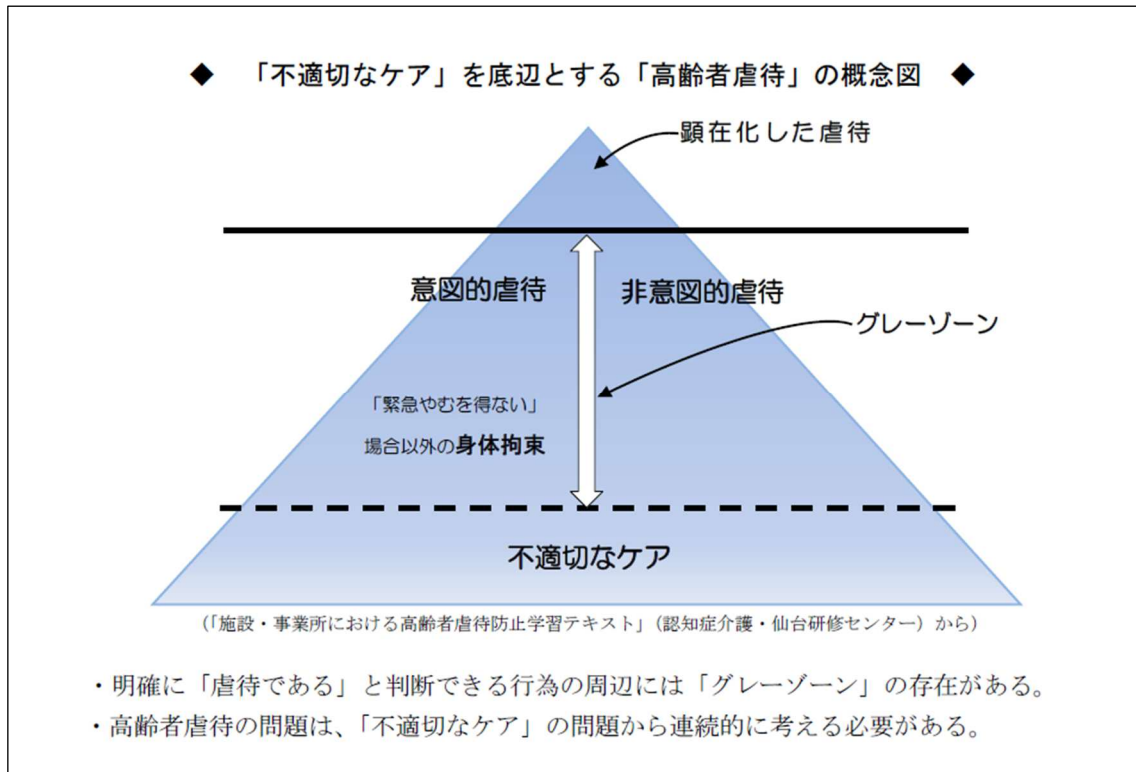 ◆ 「不適切なケア」を底辺とする「高齢者虐待」の概念図 ◆
顕在化した虐待
意図的虐待
非意図的虐待
グレーゾーン
「緊急やむを得ない」
場合以外の身体拘束
不適切なケア
(「施設・事業所における高齢者虐待防止学習テキスト」(認知症介護・仙台研修センター)から)
・明確に「虐待である」と判断できる行為の周辺には「グレーゾーン」の存在がある。
・高齢者虐待の問題は、「不適切なケア」の問題から連続的に考える必要がある。